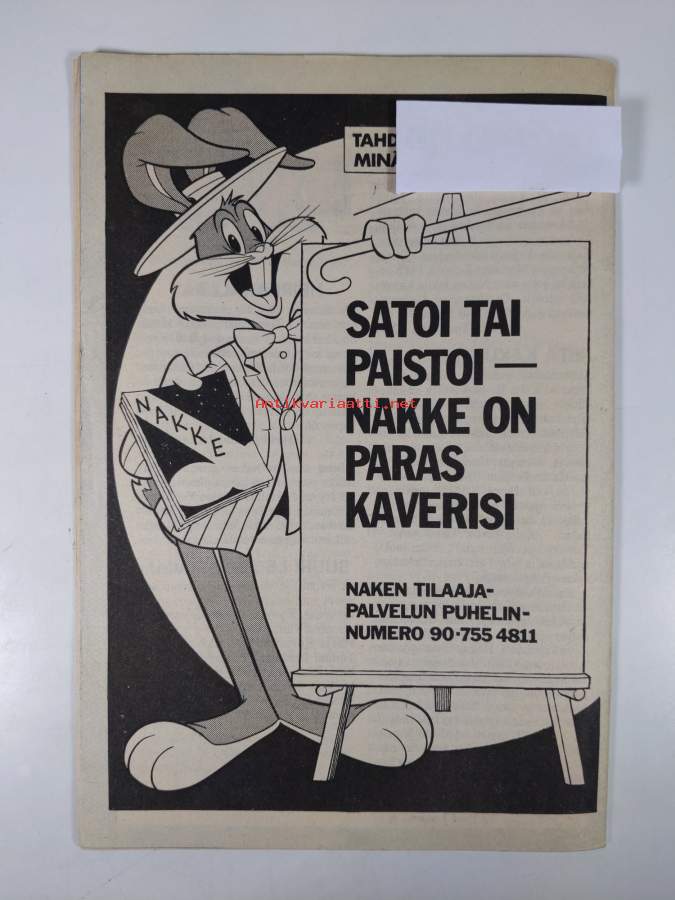 TAHD
MINÄ
SATOI TAI
PAISTOI —
NAKKE ON
PARAS
KAVERISI
NAKKE
Antikvariaatti.net
NAKEN TILAAJA-
PALVELUN PUHELIN-
NUMERO 90·755 4811